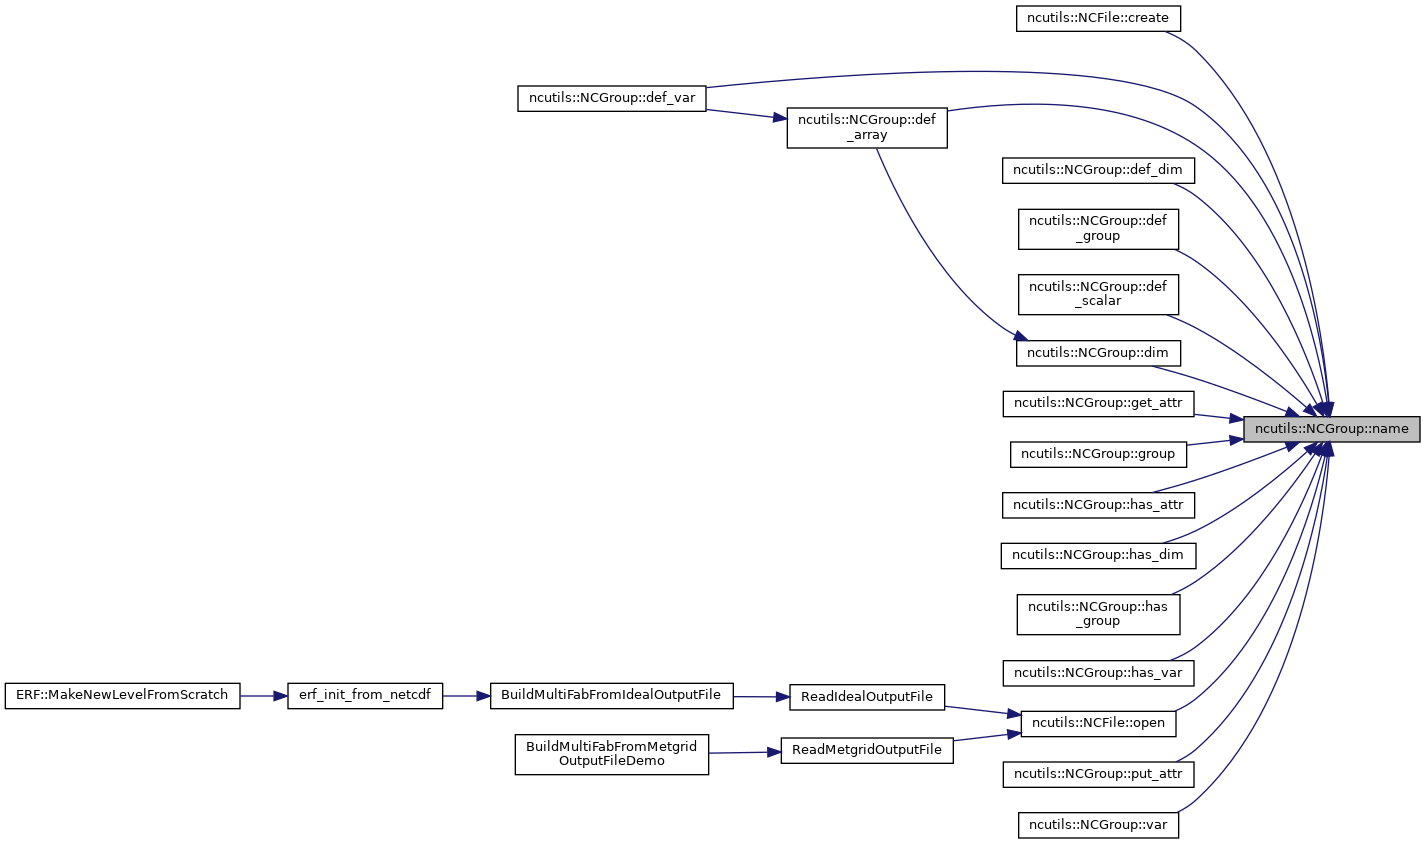 ncutils::NCFile::create
ncutils::NCGroup::def_var
ncutils::NCGroup::def
_array
ncutils::NCGroup::def_dim
ncutils::NCGroup::def
_group
ncutils::NCGroup::def
_scalar
ncutils::NCGroup::dim
ncutils::NCGroup::get_attr
ncutils::NCGroup::name
ncutils::NCGroup::group
ncutils::NCGroup::has_attr
ncutils::NCGroup::has_dim
ncutils::NCGroup::has
_group
ncutils::NCGroup::has_var
ERF::MakeNewLevelFromScratch
erf_init_from_netcdf
BuildMultiFabFromIdealOutputFile
ReadIdealOutputFile
ncutils::NCFile::open
BuildMultiFabFromMetgrid
OutputFileDemo
ReadMetgridOutputFile
ncutils::NCGroup::put_attr
ncutils::NCGroup::var